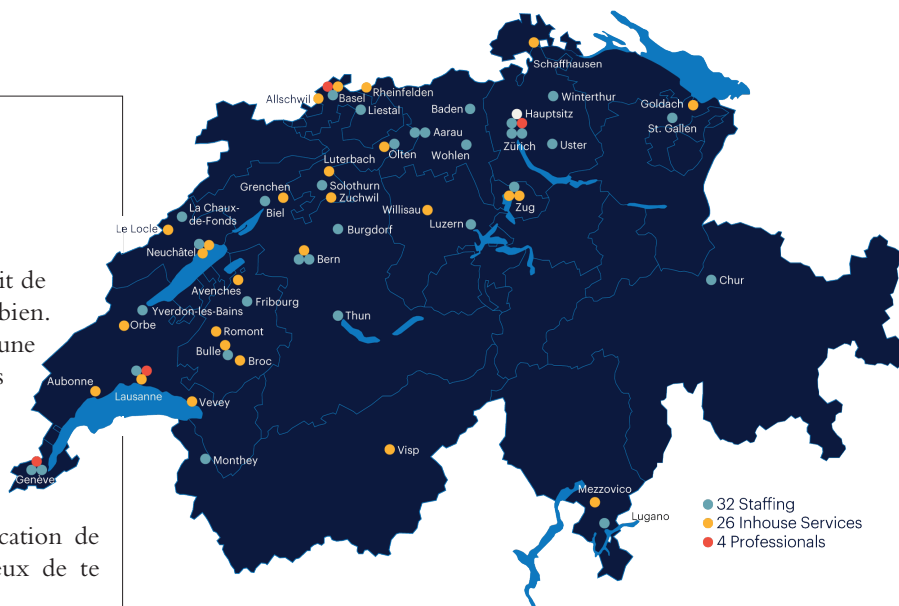 it de
bien.
une
s
cation de
eux de te
Schaffhausen
Allschwil
Basel
Rheinfelden
Liestal
Baden
Winterthur
Hauptsitz
Goldach
St. Gallen
Aarau
Olten
Wohlen
Zürich
Uster
Luterbach
Grenchen
Solothurn
Zuchwil
Biel
Zug
La Chaux-
de-Fonds
Willisau
Luzern
Le Locle
Burgdorf
Neuchâtel
Bern
Chur
Avenches
Fribourg
Yverdon-les-Bains
Thun
Orbe
Romont
Bulle
Broc
Aubonne
Lausanne
Vevey
Visp
Monthey
Genève
Mezzovico
Lugano
32 Staffing
26 Inhouse Services
4 Professionals